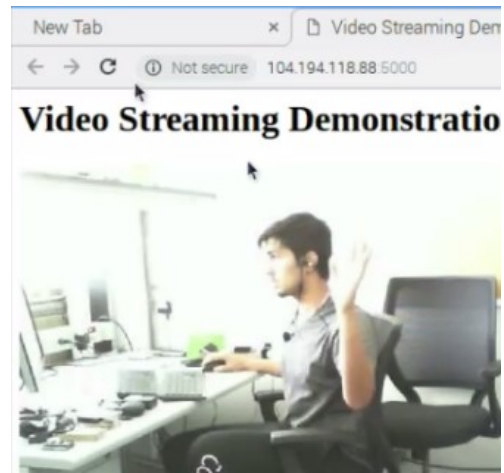 New Tab × Video Streaming Dem
Not secure 104.194.118.88:5000
Video Streaming Demonstratio